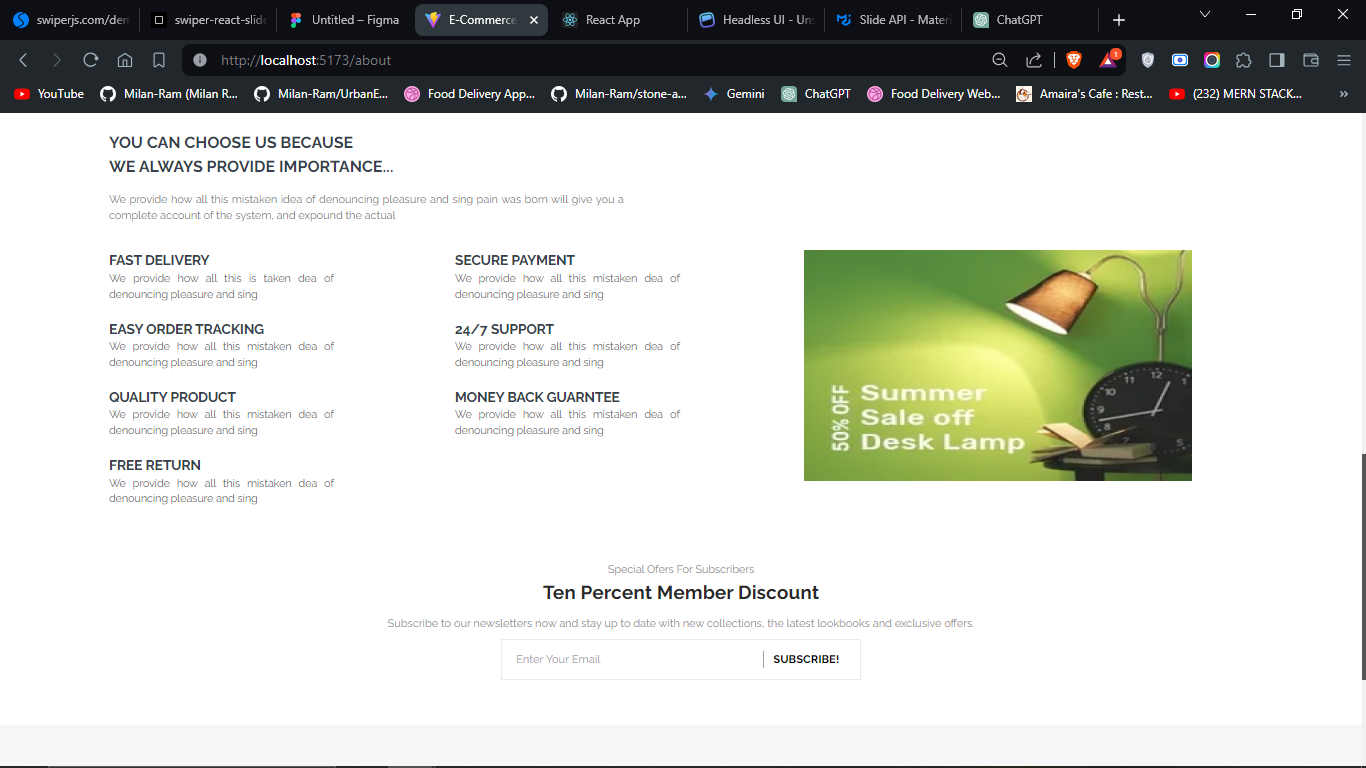 swiperjs.com/den
swiper-react-slide
Untitled – Figma
E-Commerce
React App
Headless UI - Uns
Slide API - Materi
ChatGPT
http://localhost:5173/about
1
YouTube
Milan-Ram (Milan R...
Milan-Ram/UrbanE...
Food Delivery App...
Milan-Ram/stone-a...
Gemini
ChatGPT
Food Delivery Web...
Amaira's Cafe : Rest...
(232) MERN STACK...
»
YOU CAN CHOOSE US BECAUSE
WE ALWAYS PROVIDE IMPORTANCE...
We provide how all this mistaken idea of denouncing pleasure and sing pain was born will give you a
complete account of the system, and expound the actual
FAST DELIVERY
We provide how all this is taken dea of
denouncing pleasure and sing
SECURE PAYMENT
We provide how all this mistaken dea of
denouncing pleasure and sing
EASY ORDER TRACKING
We provide how all this mistaken dea of
denouncing pleasure and sing
24/7 SUPPORT
We provide how all this mistaken dea of
denouncing pleasure and sing
QUALITY PRODUCT
We provide how all this mistaken dea of
denouncing pleasure and sing
MONEY BACK GUARNTEE
We provide how all this mistaken dea of
denouncing pleasure and sing
FREE RETURN
We provide how all this mistaken dea of
denouncing pleasure and sing
50% OFF
Summer
Sale off
Desk Lamp
10 11 12 1
9
8 7 5
Special Ofers For Subscribers
Ten Percent Member Discount
Subscribe to our newsletters now and stay up to date with new collections, the latest lookbooks and exclusive offers.
Enter Your Email
SUBSCRIBE!